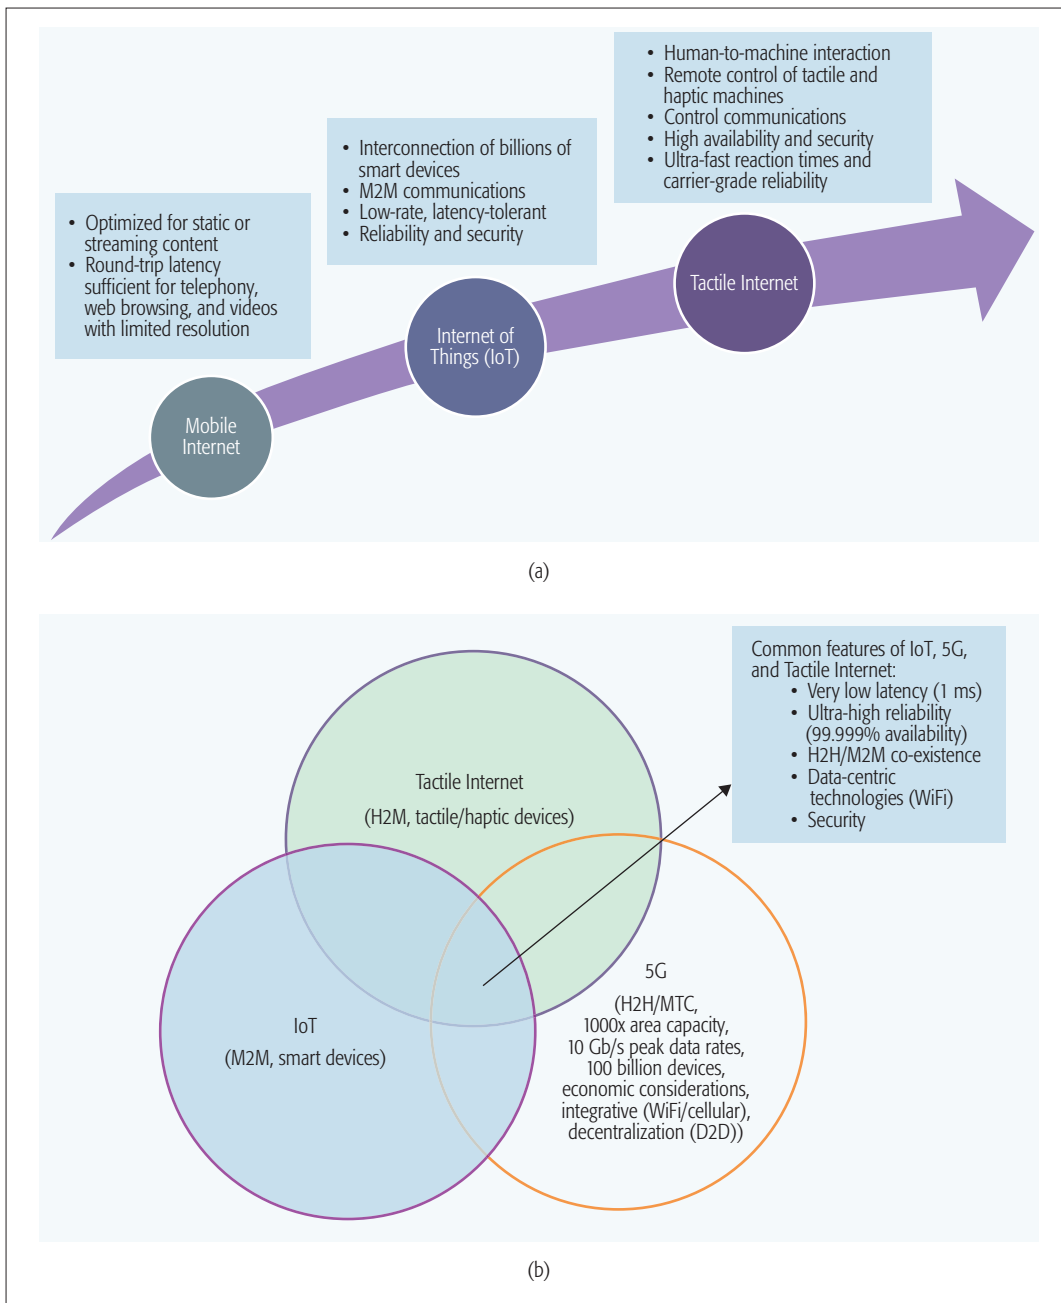 • Optimized for static or
streaming content
• Round-trip latency
sufficient for telephony,
web browsing, and videos
with limited resolution
• Interconnection of billions of
smart devices
• M2M communications
• Low-rate, latency-tolerant
• Reliability and security
• Human-to-machine interaction
• Remote control of tactile and
haptic machines
• Control communications
• High availability and security
• Ultra-fast reaction times and
carrier-grade reliability
Mobile
Internet
Internet of
Things (IoT)
Tactile Internet
(a)
Common features of IoT, 5G,
and Tactile Internet:
• Very low latency (1 ms)
• Ultra-high reliability
(99.999% availability)
• H2H/M2M co-existence
• Data-centric
technologies (WiFi)
• Security
Tactile Internet
(H2M, tactile/haptic devices)
IoT
(M2M, smart devices)
5G
(H2H/MTC,
1000x area capacity,
10 Gb/s peak data rates,
100 billion devices,
economic considerations,
integrative (WiFi/cellular),
decentralization (D2D))
(b)